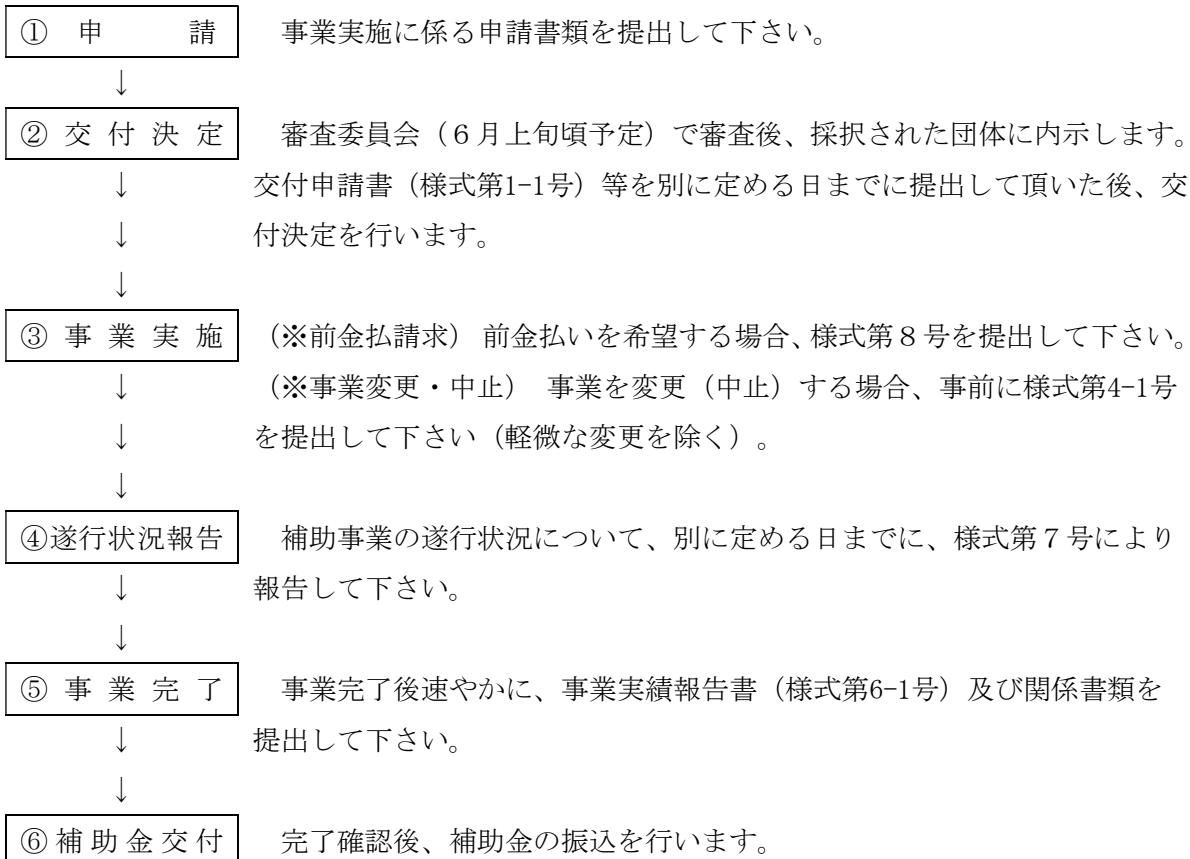 ① 申　　　請　事業実施に係る申請書類を提出して下さい。
↓
② 交 付 決 定　審査委員会（６月上旬頃予定）で審査後、採択された団体に内示します。
↓　交付申請書（様式第1-1号）等を別に定める日までに提出して頂いた後、交
↓　付決定を行います。
↓
③ 事 業 実 施　（※前金払請求） 前金払いを希望する場合、様式第８号を提出して下さい。
↓　（※事業変更・中止）　事業を変更（中止）する場合、事前に様式第4-1号
↓　を提出して下さい（軽微な変更を除く）。
↓
④遂行状況報告　補助事業の遂行状況について、別に定める日までに、様式第７号により
↓　報告して下さい。
↓
⑤ 事 業 完 了　事業完了後速やかに、事業実績報告書（様式第6-1号）及び関係書類を
↓　提出して下さい。
↓
⑥ 補 助 金 交 付　完了確認後、補助金の振込を行います。